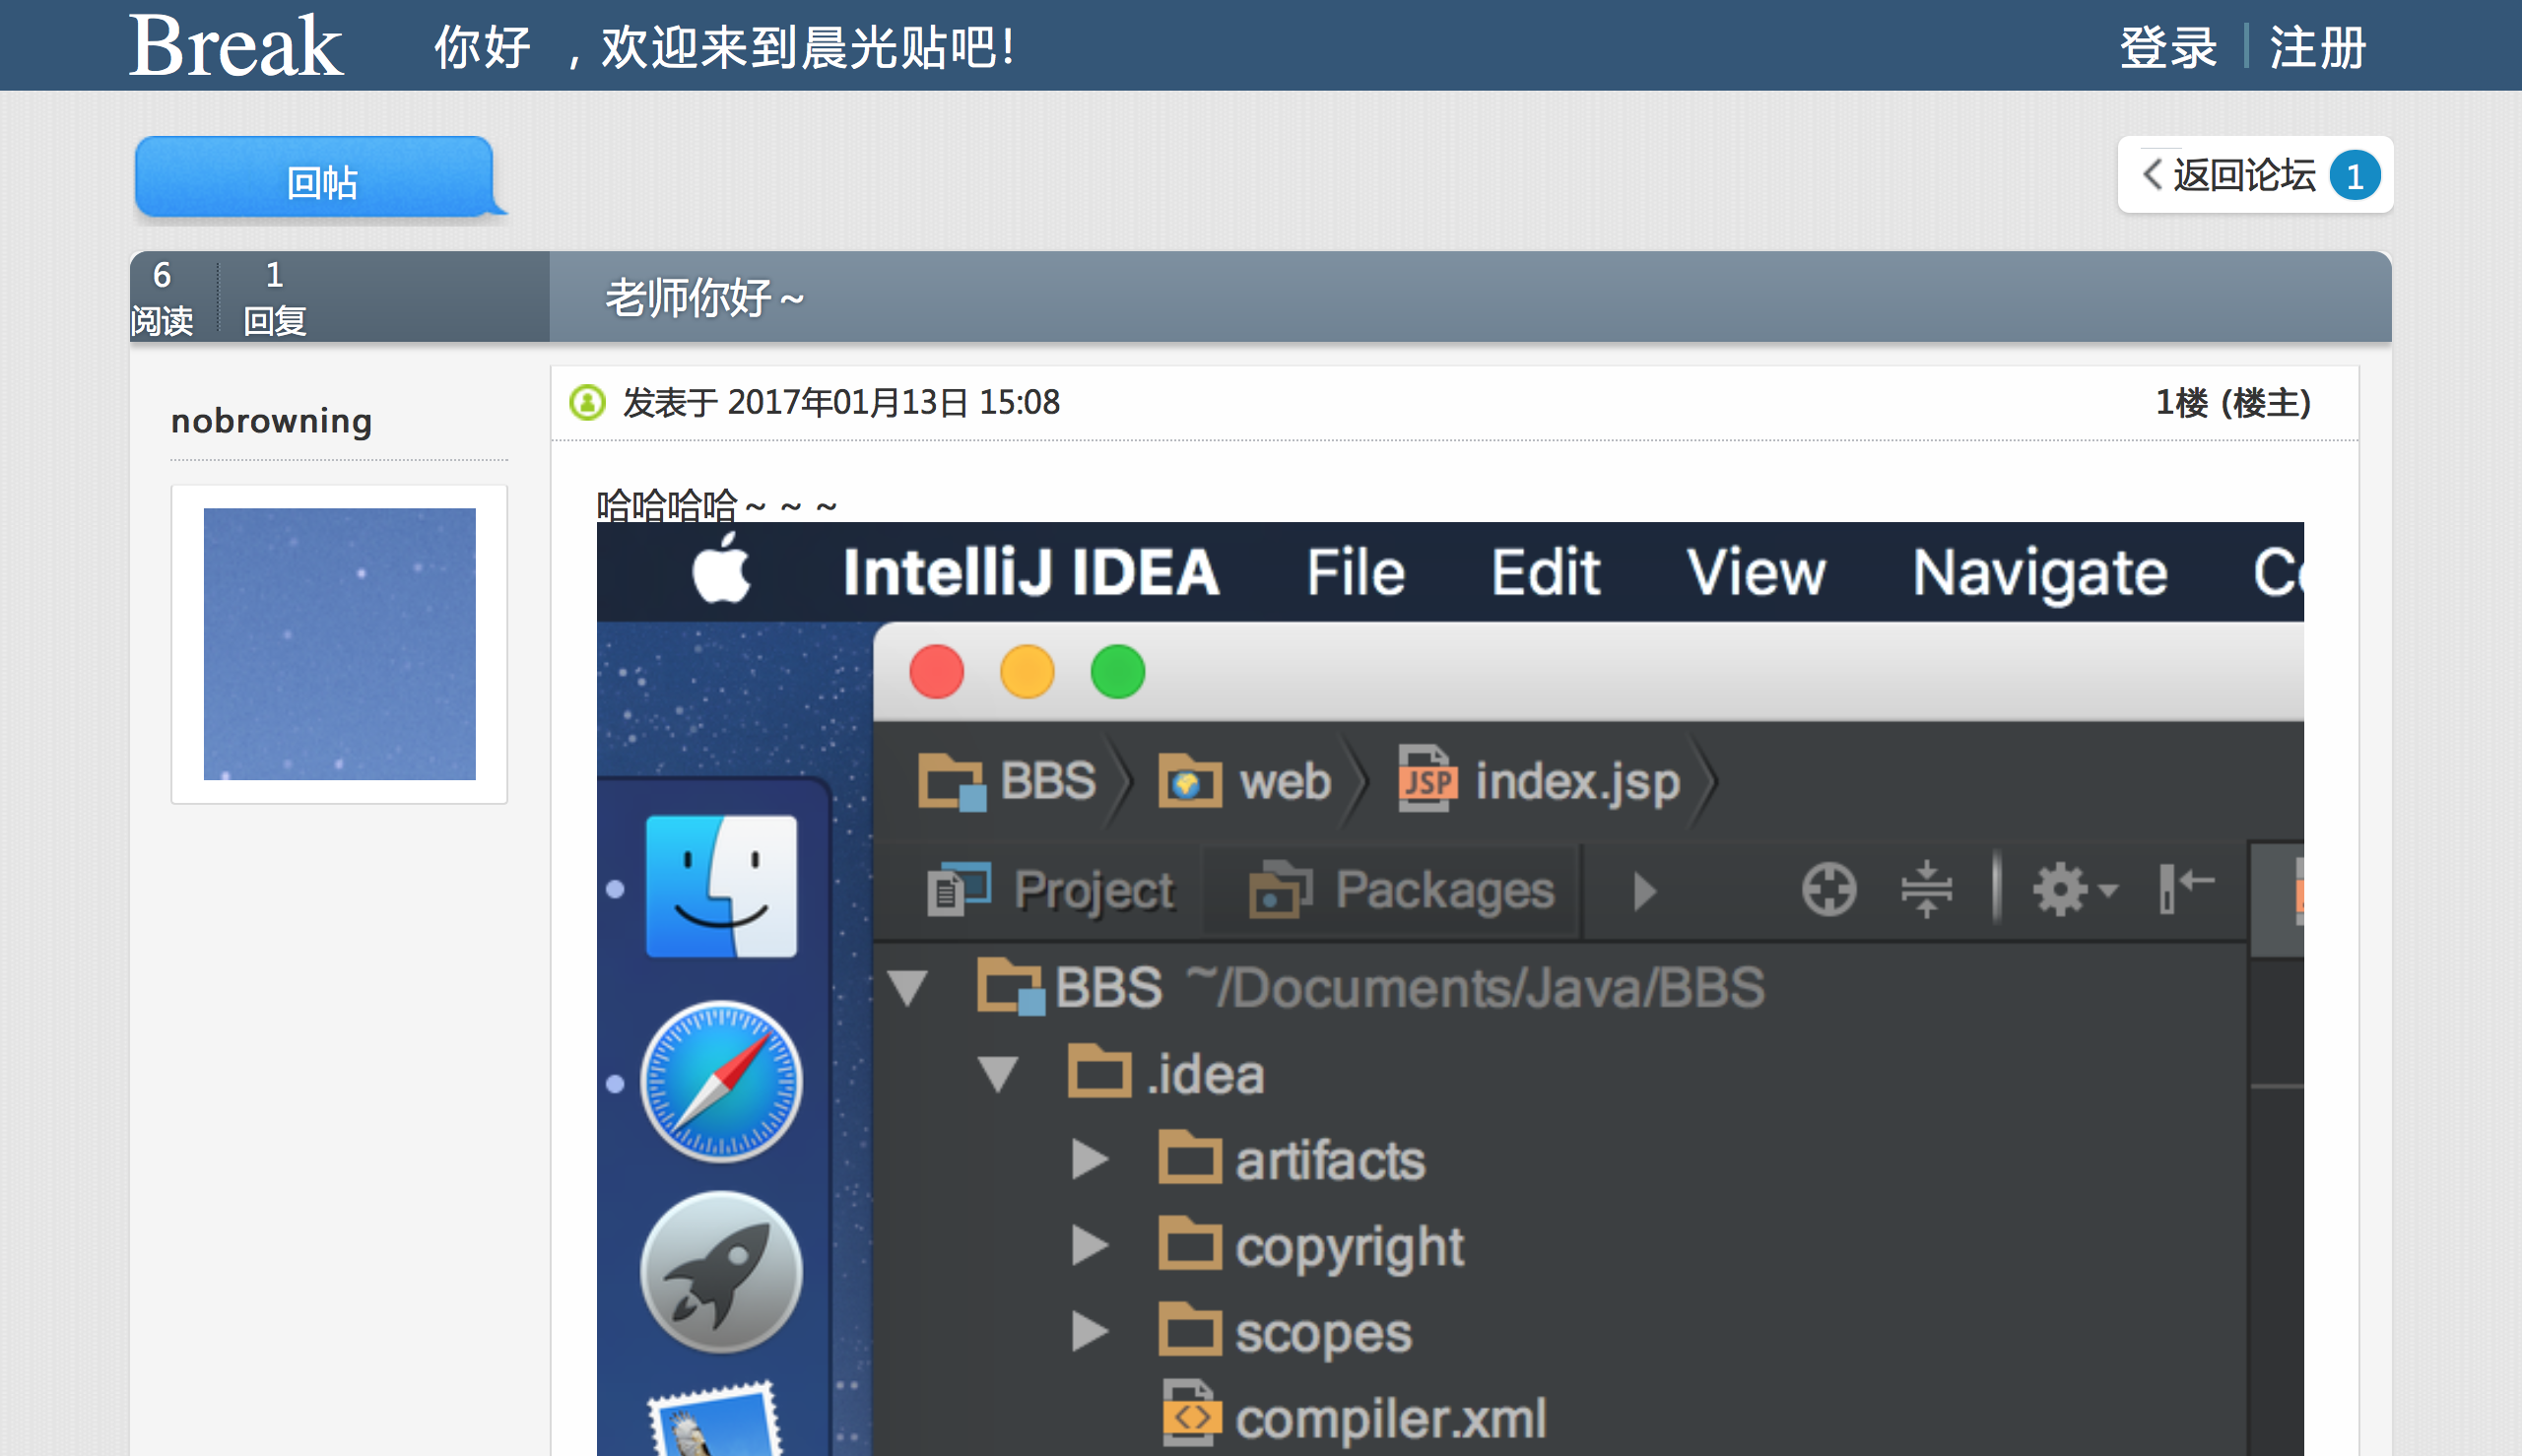 Break 你好 ，欢迎来到晨光贴吧! 登录 注册
回帖 返回论坛 1
6 1
阅读 回复
老师你好~
nobrowning
发表于 2017年01月13日 15:08 1楼 (楼主)
哈哈哈哈~ ~ ~
IntelliJ IDEA File Edit View Navigate
BBS web index.jsp
JSP
Project Packages
BBS ~/Documents/Java/BBS
.idea
artifacts
copyright
scopes
compiler.xml